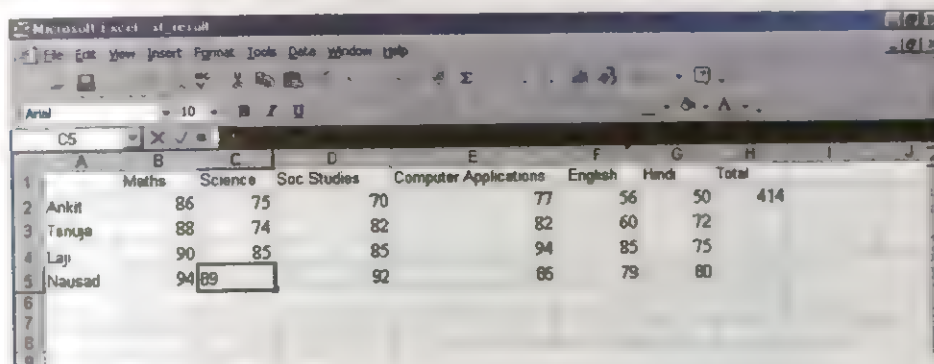 Microsoft Excel st_result
File Edit View Insert Format Tools Data Window Help
Σ
Arial 10 B I U A
C5
A B C D E F G H I J
1 Maths Science Soc Studies Computer Applications English Hindi Total
2 Ankit 86 75 70 77 56 50 414
3 Tanuja 88 74 82 82 60 72
4 Laji 90 85 85 94 85 75
5 Nausad 94 89 92 86 79 80
6
7
8
9